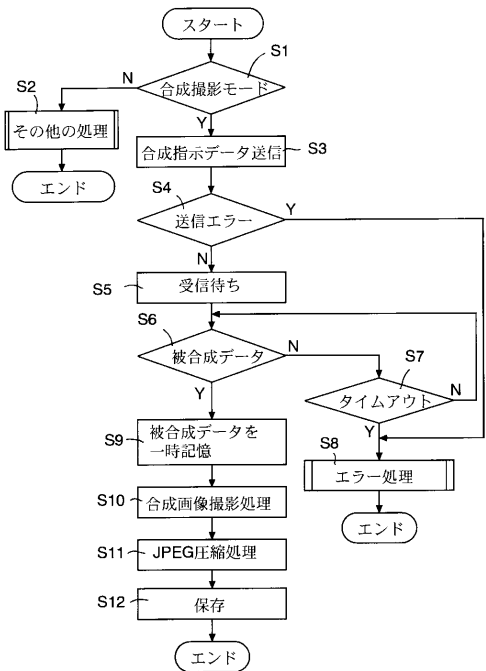 スタート
S1
合成撮影モード
N
Y
S2
その他の処理
エンド
合成指示データ送信
S3
S4
送信エラー
Y
N
S5
受信待ち
S6
被合成データ
N
Y
S7
タイムアウト
N
Y
S8
エラー処理
エンド
S9
被合成データを
一時記憶
S10
合成画像撮影処理
S11
JPEG圧縮処理
S12
保存
エンド